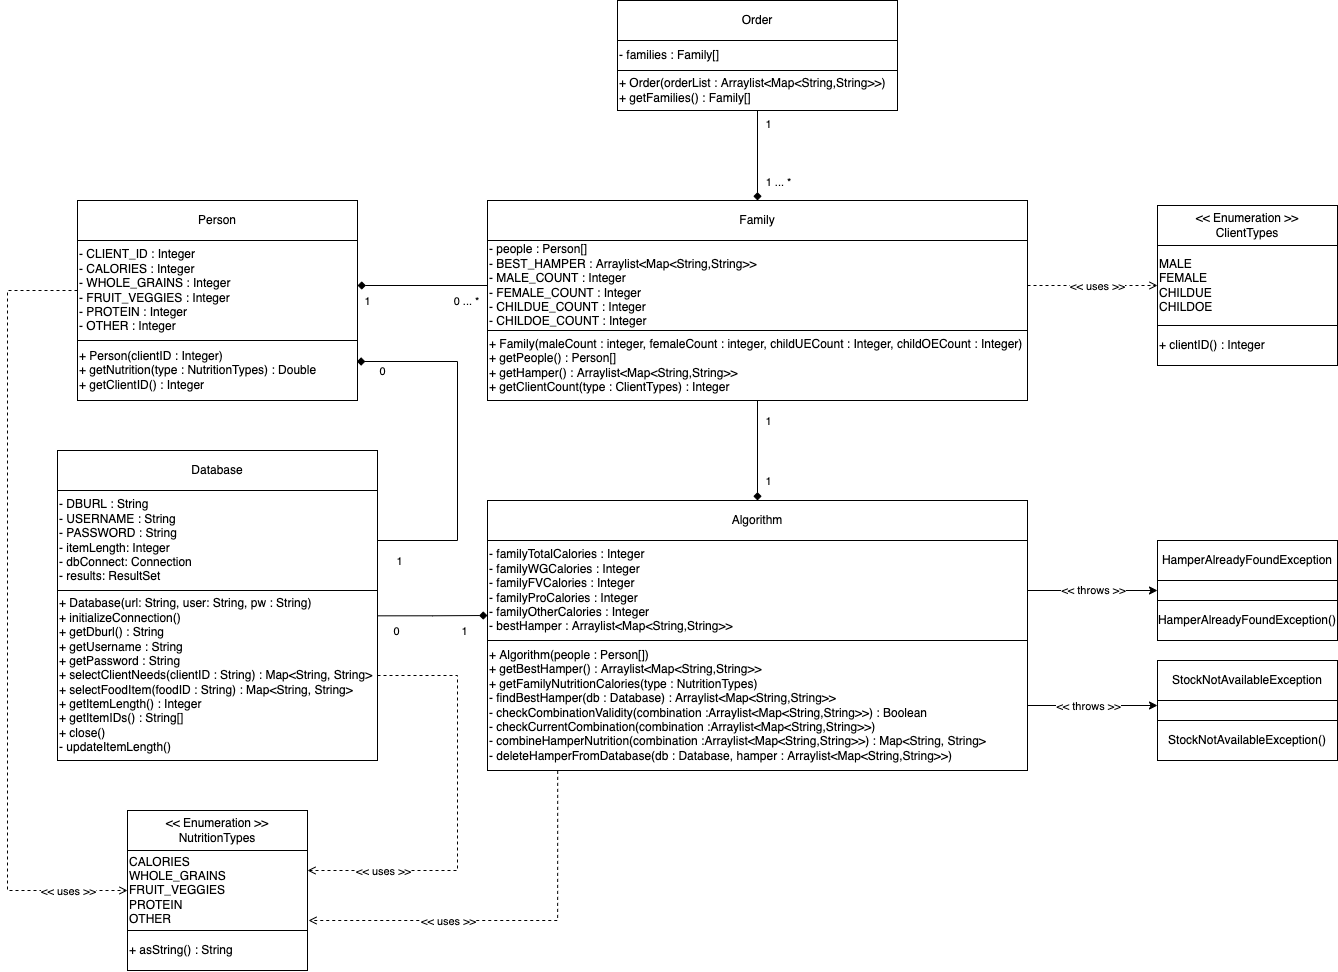 Order
- families : Family[]
+ Order(orderList : Arraylist<Map<String,String>>)
+ getFamilies() : Family[]
1
1 ... *
Person
- CLIENT_ID : Integer
- CALORIES : Integer
- WHOLE_GRAINS : Integer
- FRUIT_VEGGIES : Integer
- PROTEIN : Integer
- OTHER : Integer
+ Person(clientID : Integer)
+ getNutrition(type : NutritionTypes) : Double
+ getClientID() : Integer
1
0 ... *
0
Family
- people : Person[]
- BEST_HAMPER : Arraylist<Map<String,String>>
- MALE_COUNT : Integer
- FEMALE_COUNT : Integer
- CHILDUE_COUNT : Integer
- CHILDOE_COUNT : Integer
+ Family(maleCount : integer, femaleCount : integer, childUECount : Integer, childOECount : Integer)
+ getPeople() : Person[]
+ getHamper() : Arraylist<Map<String,String>>
+ getClientCount(type : ClientTypes) : Integer
<< uses >>
<< Enumeration >>
ClientTypes
MALE
FEMALE
CHILDUE
CHILDOE
+ clientID() : Integer
1
1
Database
- DBURL : String
- USERNAME : String
- PASSWORD : String
- itemLength: Integer
- dbConnect: Connection
- results: ResultSet
+ Database(url: String, user: String, pw : String)
+ initializeConnection()
+ getDburl() : String
+ getUsername : String
+ getPassword : String
+ selectClientNeeds(clientID : String) : Map<String, String>
+ selectFoodItem(foodID : String) : Map<String, String>
+ getItemLength() : Integer
+ getItemIDs() : String[]
+ close()
- updateItemLength()
1
0
1
Algorithm
- familyTotalCalories : Integer
- familyWGCalories : Integer
- familyFVCalories : Integer
- familyProCalories : Integer
- familyOtherCalories : Integer
- bestHamper : Arraylist<Map<String,String>>
+ Algorithm(people : Person[])
+ getBestHamper() : Arraylist<Map<String,String>>
+ getFamilyNutritionCalories(type : NutritionTypes)
- findBestHamper(db : Database) : Arraylist<Map<String,String>>
- checkCombinationValidity(combination :Arraylist<Map<String,String>>) : Boolean
- checkCurrentCombination(combination :Arraylist<Map<String,String>>)
- combineHamperNutrition(combination :Arraylist<Map<String,String>>) : Map<String, String>
- deleteHamperFromDatabase(db : Database, hamper : Arraylist<Map<String,String>>)
<< throws >>
HamperAlreadyFoundException
HamperAlreadyFoundException()
<< throws >>
StockNotAvailableException
StockNotAvailableException()
<< Enumeration >>
NutritionTypes
CALORIES
WHOLE_GRAINS
FRUIT_VEGGIES
PROTEIN
OTHER
+ asString() : String
<< uses >>
<< uses >>
<< uses >>